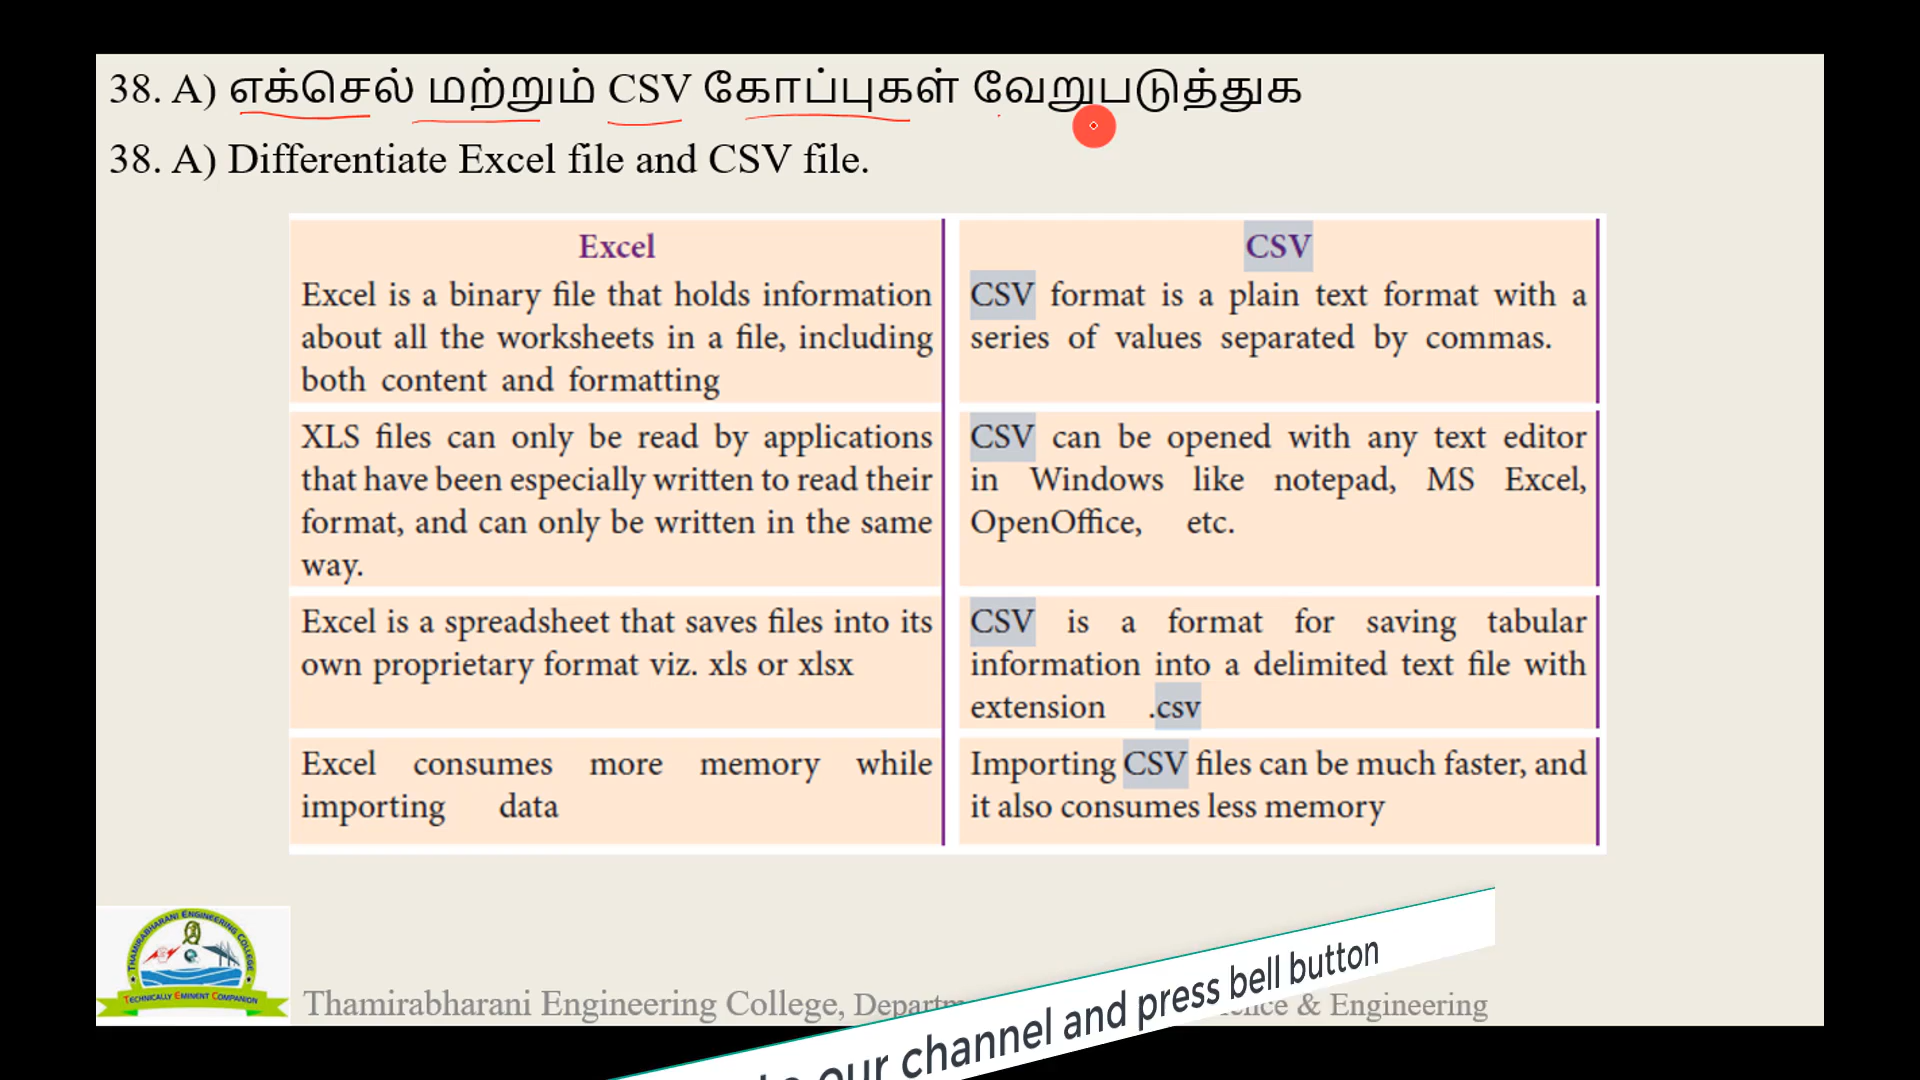 38. A) எக்செல் மற்றும் CSV கோப்புகள் வேறுபடுத்துக
38. A) Differentiate Excel file and CSV file.
Excel
Excel is a binary file that holds information
about all the worksheets in a file, including
both content and formatting
CSV
CSV format is a plain text format with a
series of values separated by commas.
XLS files can only be read by applications
that have been especially written to read their
format, and can only be written in the same
way.
CSV can be opened with any text editor
in Windows like notepad, MS Excel,
OpenOffice, etc.
Excel is a spreadsheet that saves files into its
own proprietary format viz. xls or xlsx
CSV is a format for saving tabular
information into a delimited text file with
extension .csv
Excel consumes more memory while
importing data
Importing CSV files can be much faster, and
it also consumes less memory
THAMIRABHARANI ENGINEERING COLLEGE
TECHNICALLY EMINENT COMPANION
Thamirabharani Engineering College, & Engineering
our channel and press bell button